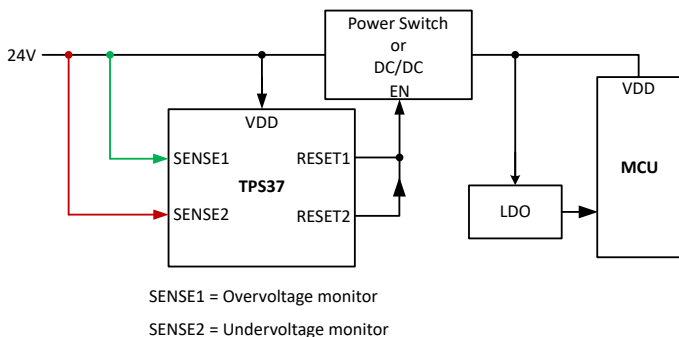 Power Switch
or
DC/DC
EN
24V
VDD
VDD
SENSE1
RESET1
TPS37
MCU
SENSE2
RESET2
LDO
SENSE1 = Overvoltage monitor
SENSE2 = Undervoltage monitor